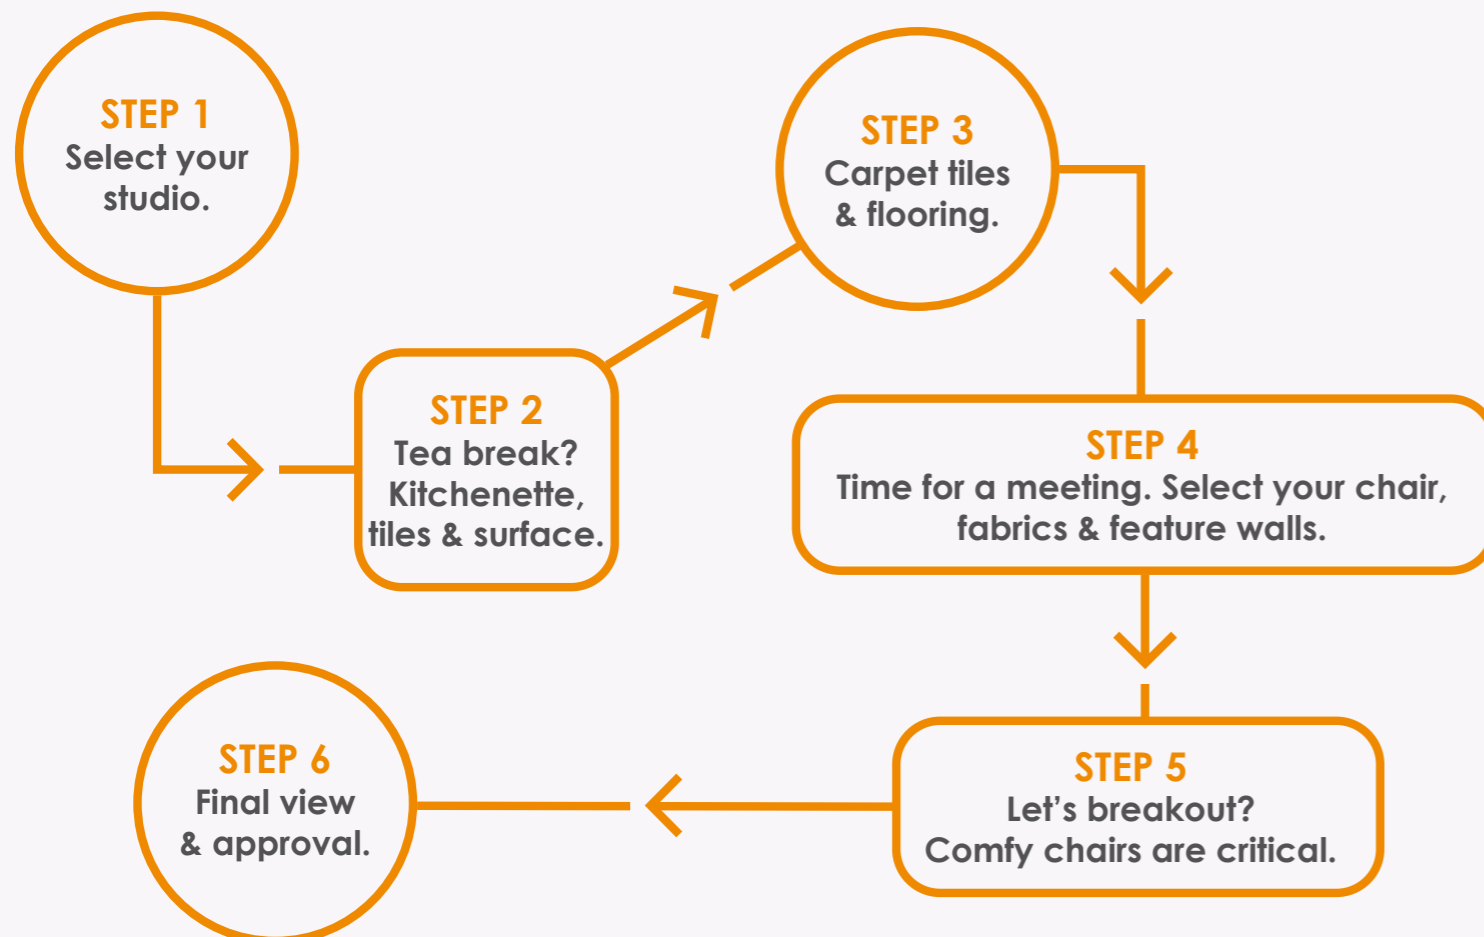 STEP 1
Select your
studio.
STEP 2
Tea break?
Kitchenette,
tiles & surface.
STEP 3
Carpet tiles
& flooring.
STEP 4
Time for a meeting. Select your chair,
fabrics & feature walls.
STEP 5
Let’s breakout?
Comfy chairs are critical.
STEP 6
Final view
& approval.